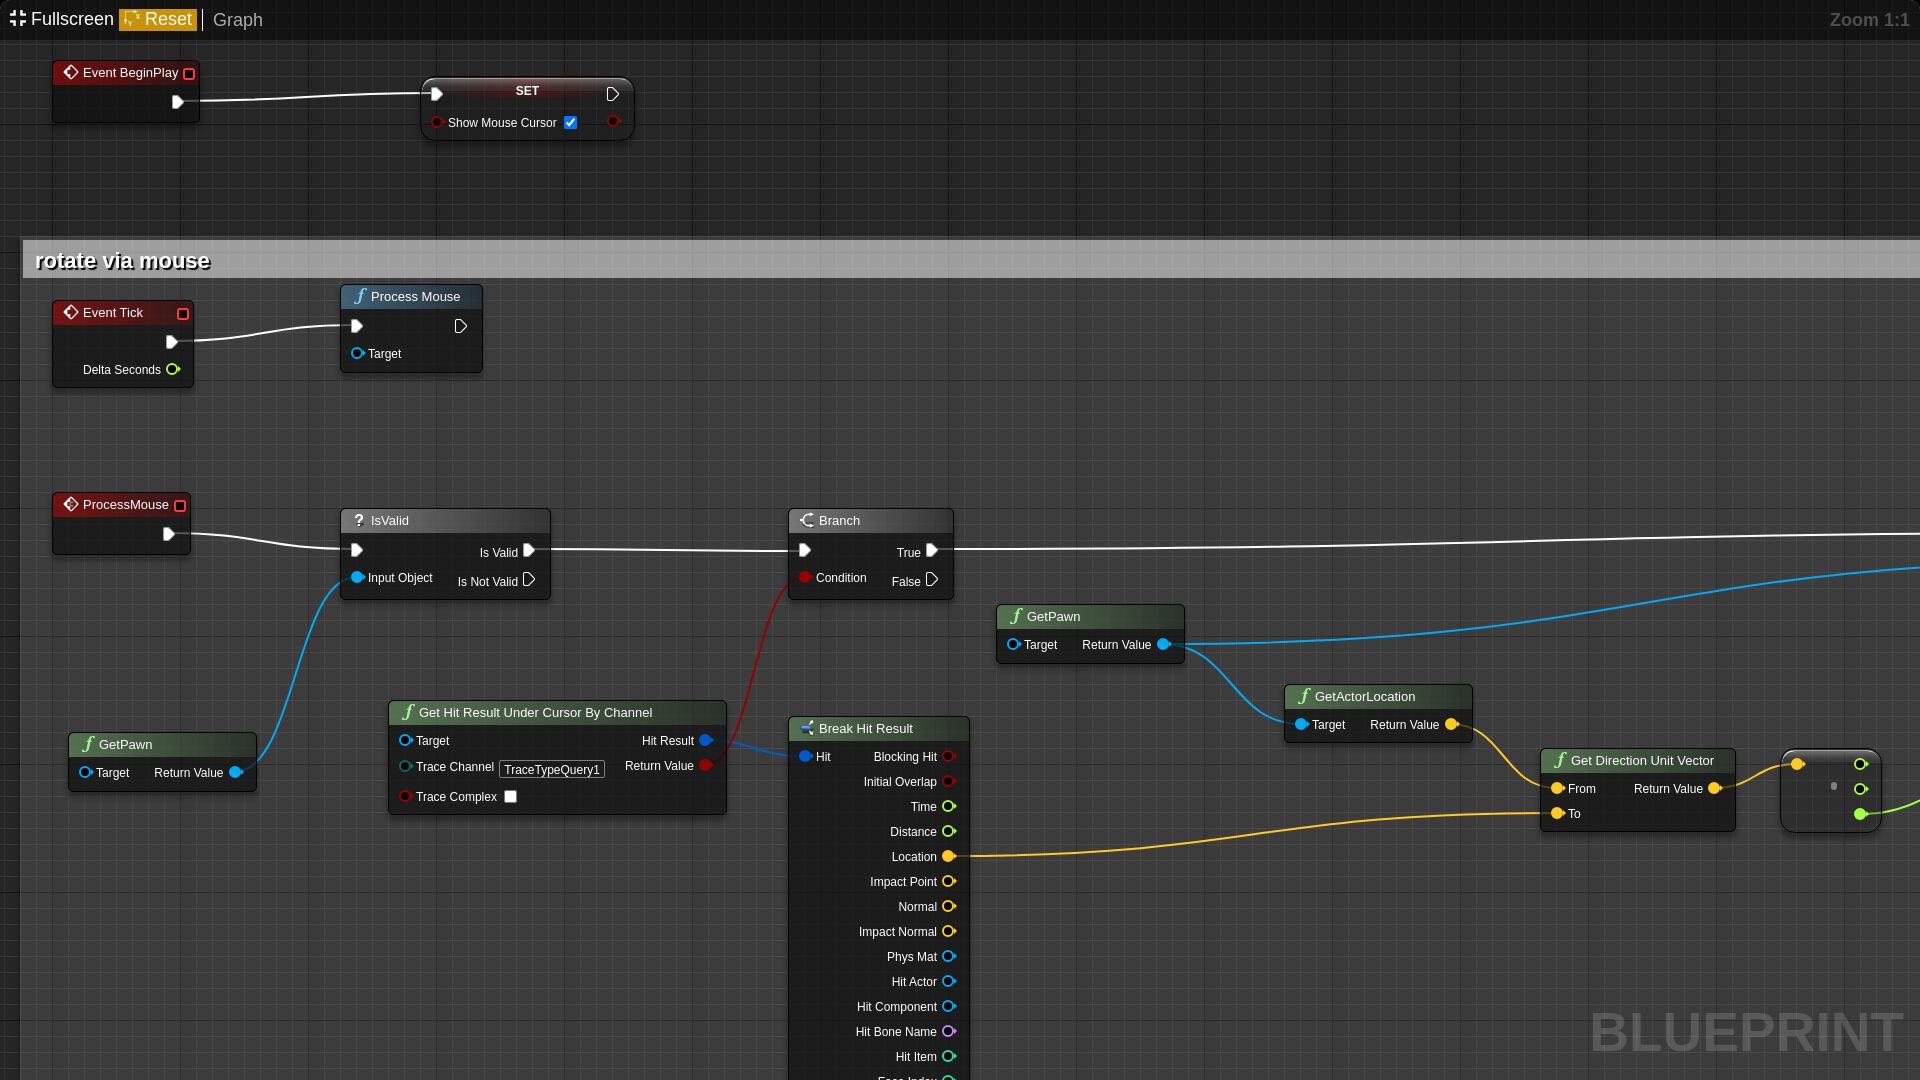 Fullscreen Reset Graph Zoom 1:1
Event BeginPlay
SET
Show Mouse Cursor
rotate via mouse
Event Tick
Delta Seconds
Process Mouse
Target
ProcessMouse
IsValid
Is Valid
Input Object
Is Not Valid
Branch
True
Condition
False
GetPawn
Target Return Value
GetActorLocation
Target Return Value
GetPawn
Target Return Value
Get Hit Result Under Cursor By Channel
Target Hit Result
Trace Channel TraceTypeQuery1 Return Value
Trace Complex
Break Hit Result
Hit Blocking Hit
Initial Overlap
Time
Distance
Location
Impact Point
Normal
Impact Normal
Phys Mat
Hit Actor
Hit Component
Hit Bone Name
Hit Item
Face Index
Get Direction Unit Vector
From Return Value
To
BLUEPRINT